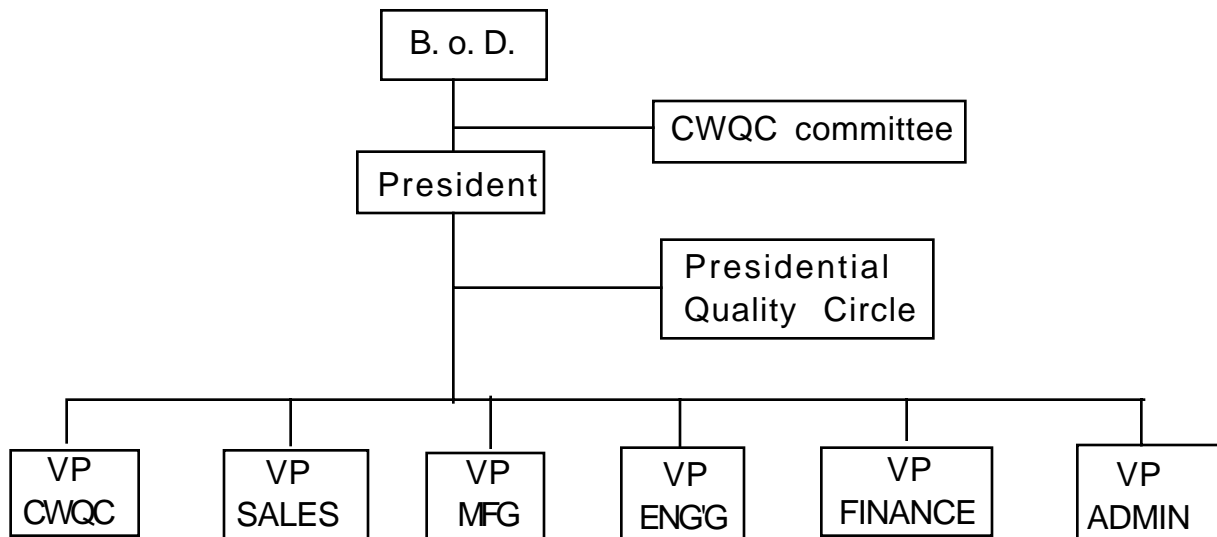 B. o. D.
CWQC committee
President
Presidential
Quality Circle
VP
CWQC
VP
SALES
VP
MFG
VP
ENG'G
VP
FINANCE
VP
ADMIN